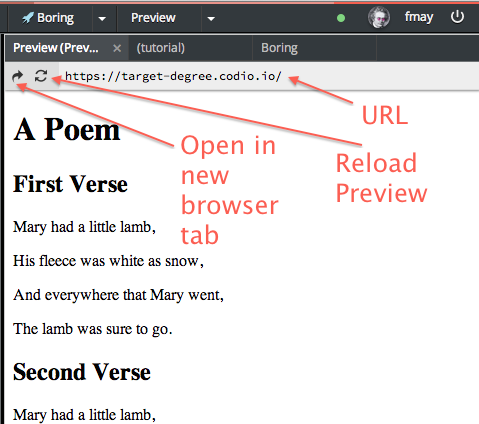 Boring Preview fmay
Preview (Prev... × (tutorial) Boring
https://target-degree.codio.io/
URL
Open in
new
browser
tab
Reload
Preview
A Poem
First Verse
Mary had a little lamb,
His fleece was white as snow,
And everywhere that Mary went,
The lamb was sure to go.
Second Verse
Mary had a little lamb,